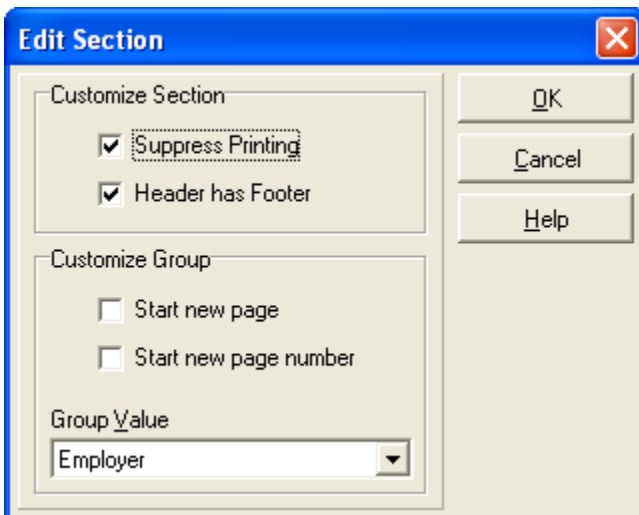 Edit Section
Customize Section
Suppress Printing
Header has Footer
Customize Group
Start new page
Start new page number
Group Value
Employer
OK
Cancel
Help